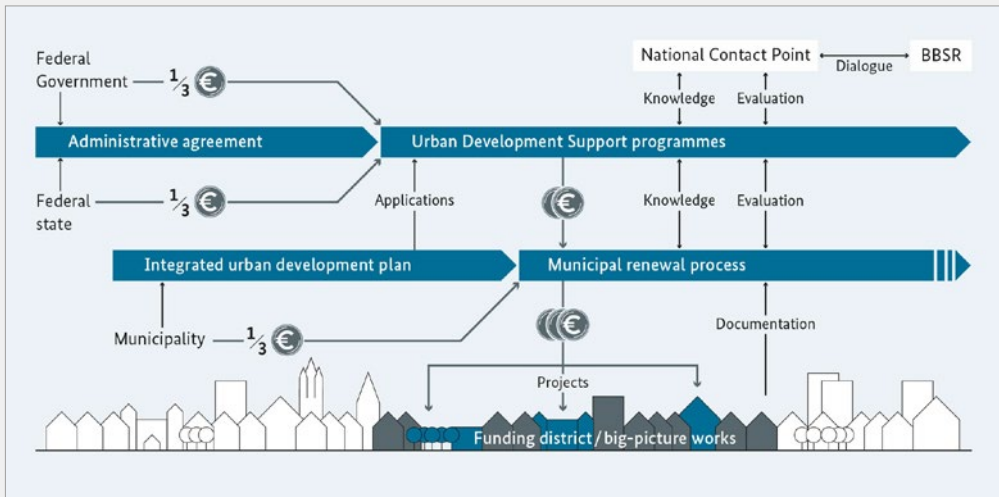 Federal
Government
1/3 €
National Contact Point
Dialogue
BBSR
Knowledge
Evaluation
Administrative agreement
Urban Development Support programmes
Federal
state
1/3 €
Applications
€
Knowledge
Evaluation
Integrated urban development plan
Municipal renewal process
Municipality
1/3 €
€
Documentation
Projects
Funding district / big-picture works